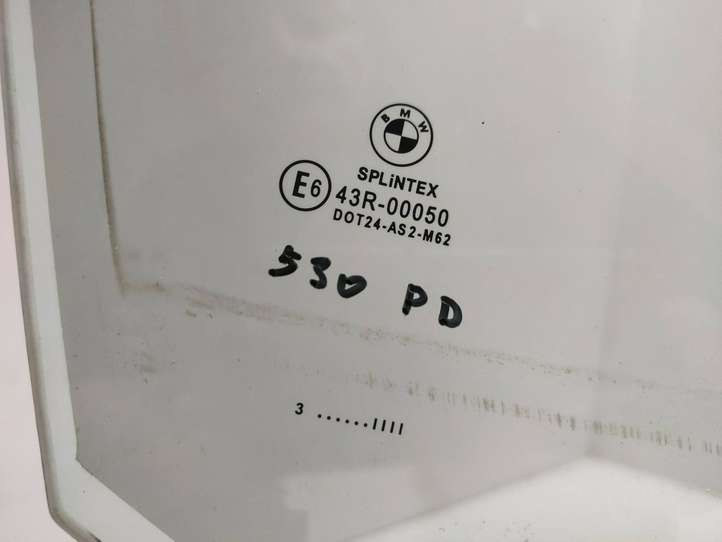 BMW
SPLiNTEX
E6 43R-00050
DOT24-AS2-M62
530 PD
3 ......IIII